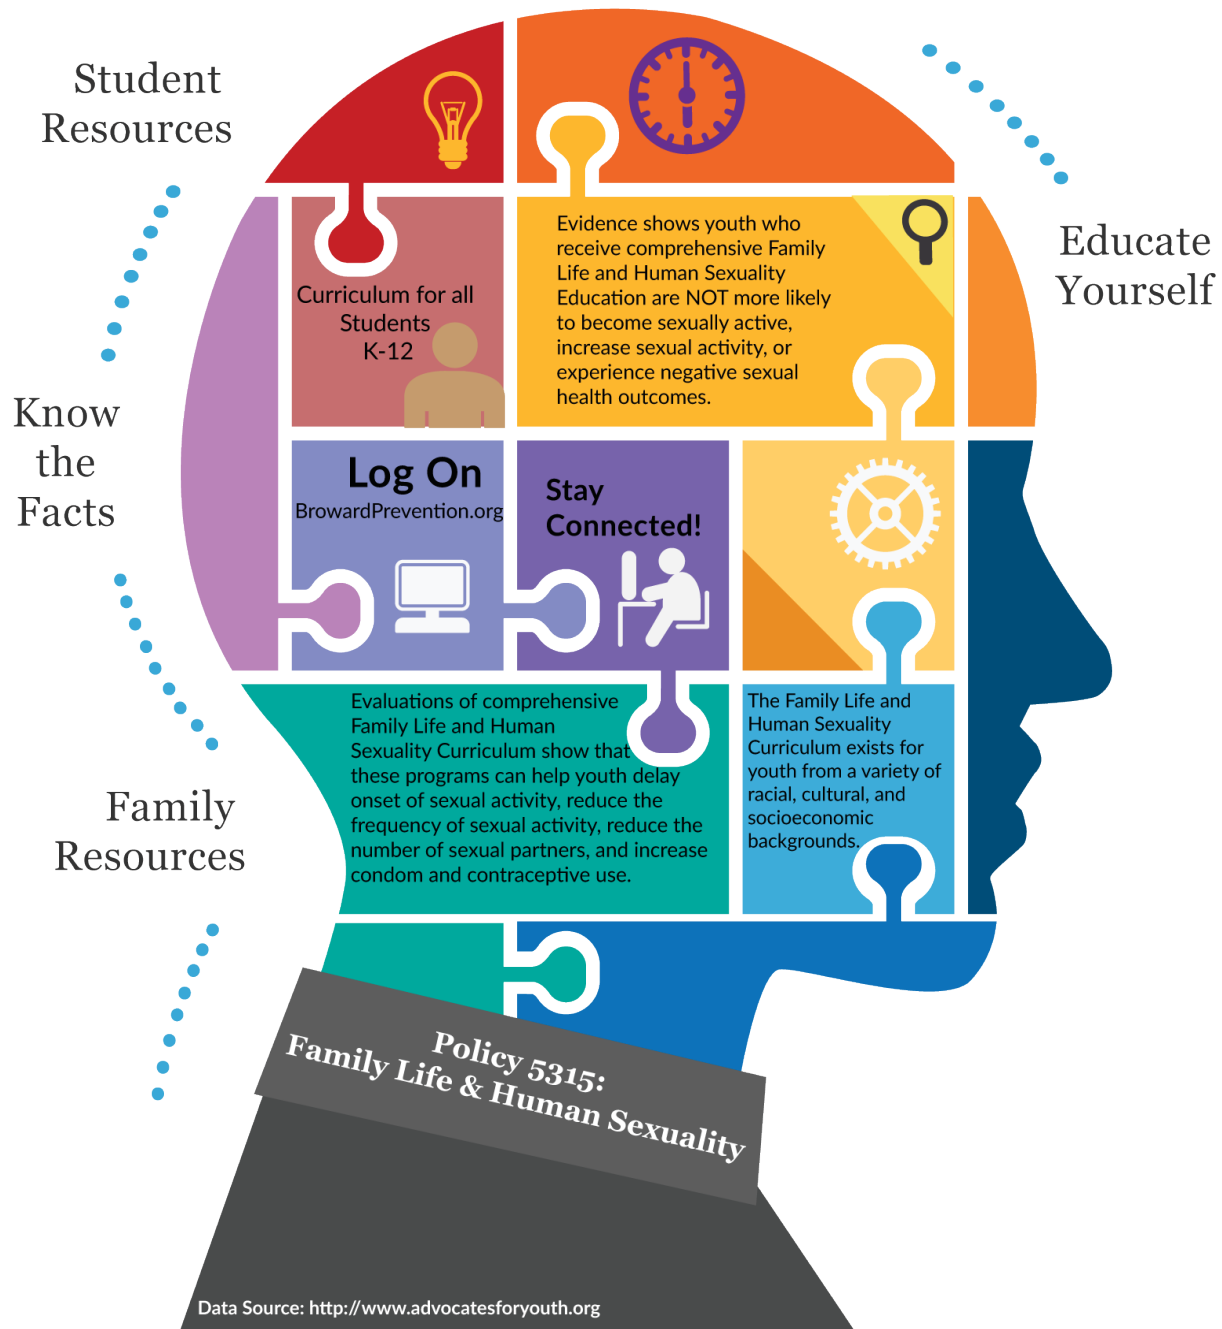 Student
Resources
Educate
Yourself
Know
the
Facts
Family
Resources
Curriculum for all
Students
K-12
Evidence shows youth who
receive comprehensive Family
Life and Human Sexuality
Education are NOT more likely
to become sexually active,
increase sexual activity, or
experience negative sexual
health outcomes.
Log On
BrowardPrevention.org
Stay
Connected!
Evaluations of comprehensive
Family Life and Human
Sexuality Curriculum show that
these programs can help youth delay
onset of sexual activity, reduce the
frequency of sexual activity, reduce the
number of sexual partners, and increase
condom and contraceptive use.
The Family Life and
Human Sexuality
Curriculum exists for
youth from a variety of
racial, cultural, and
socioeconomic
backgrounds.
Policy 5315:
Family Life & Human Sexuality
Data Source: http://www.advocatesforyouth.org